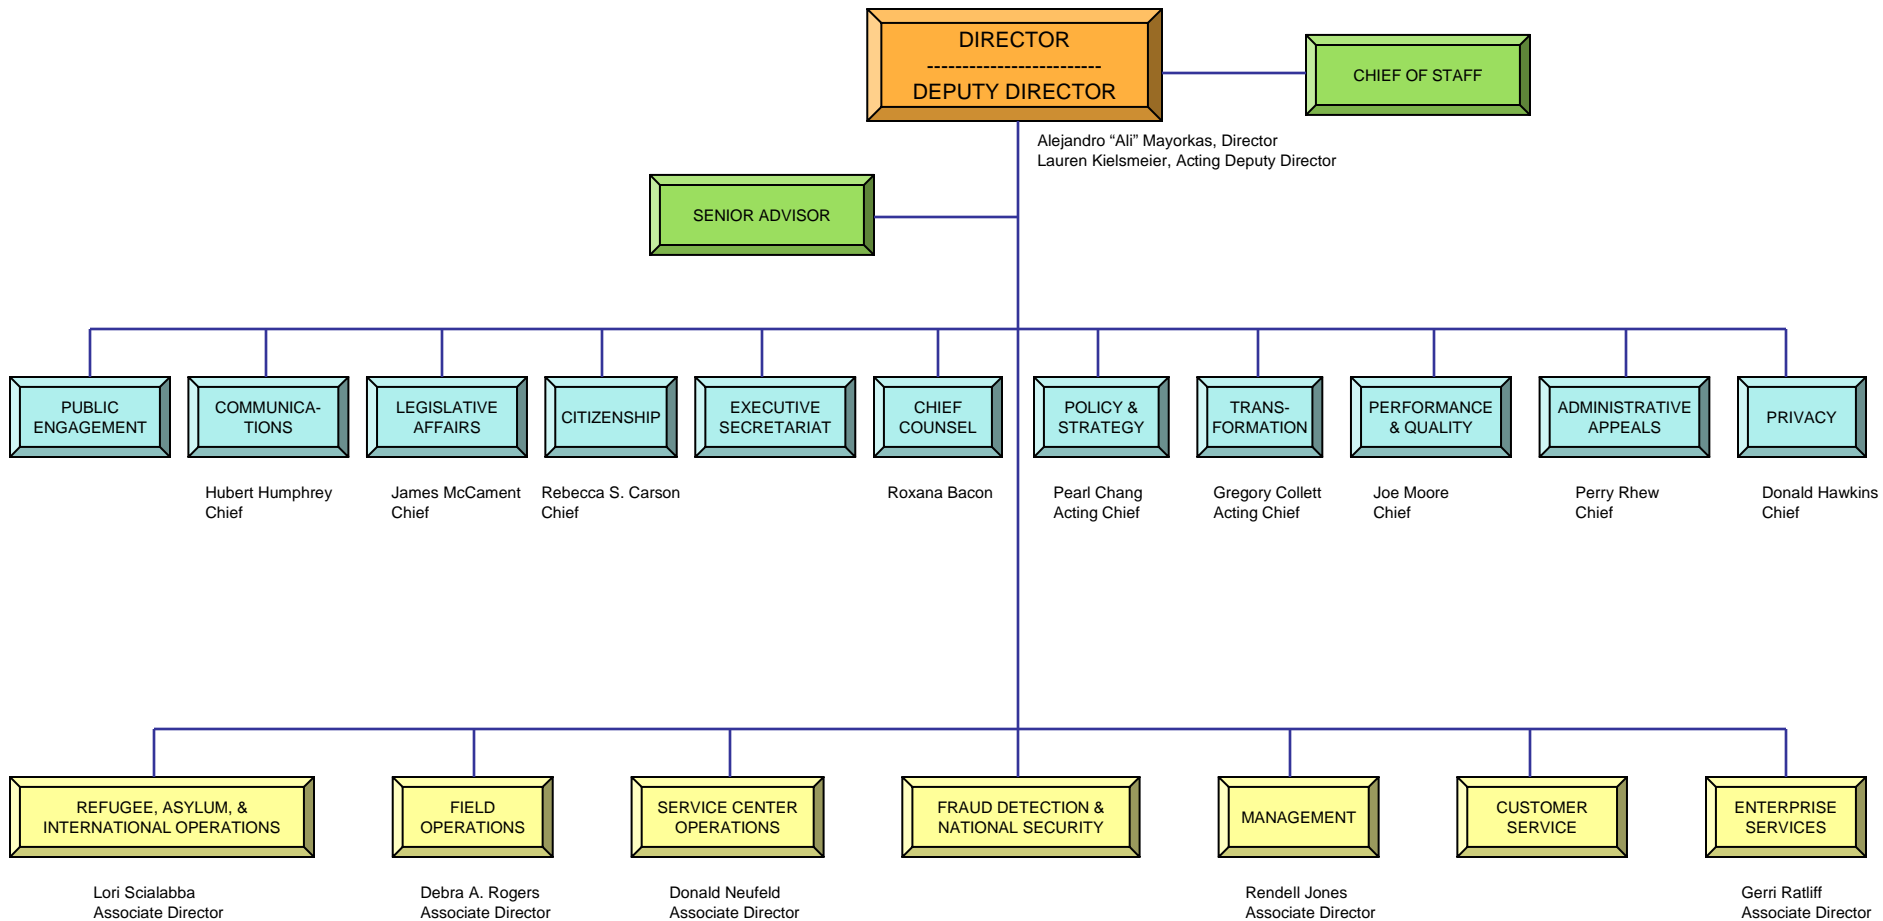 DIRECTOR
-------------------------
DEPUTY DIRECTOR
CHIEF OF STAFF
Alejandro “Ali” Mayorkas, Director
Lauren Kielsmeier, Acting Deputy Director
SENIOR ADVISOR
PUBLIC
ENGAGEMENT
COMMUNICA-
TIONS
Hubert Humphrey
Chief
LEGISLATIVE
AFFAIRS
James McCament
Chief
CITIZENSHIP
Rebecca S. Carson
Chief
EXECUTIVE
SECRETARIAT
CHIEF
COUNSEL
Roxana Bacon
POLICY &
STRATEGY
Pearl Chang
Acting Chief
TRANS-
FORMATION
Gregory Collett
Acting Chief
PERFORMANCE
& QUALITY
Joe Moore
Chief
ADMINISTRATIVE
APPEALS
Perry Rhew
Chief
PRIVACY
Donald Hawkins
Chief
REFUGEE, ASYLUM, &
INTERNATIONAL OPERATIONS
Lori Scialabba
Associate Director
FIELD
OPERATIONS
Debra A. Rogers
Associate Director
SERVICE CENTER
OPERATIONS
Donald Neufeld
Associate Director
FRAUD DETECTION &
NATIONAL SECURITY
MANAGEMENT
Rendell Jones
Associate Director
CUSTOMER
SERVICE
ENTERPRISE
SERVICES
Gerri Ratliff
Associate Director